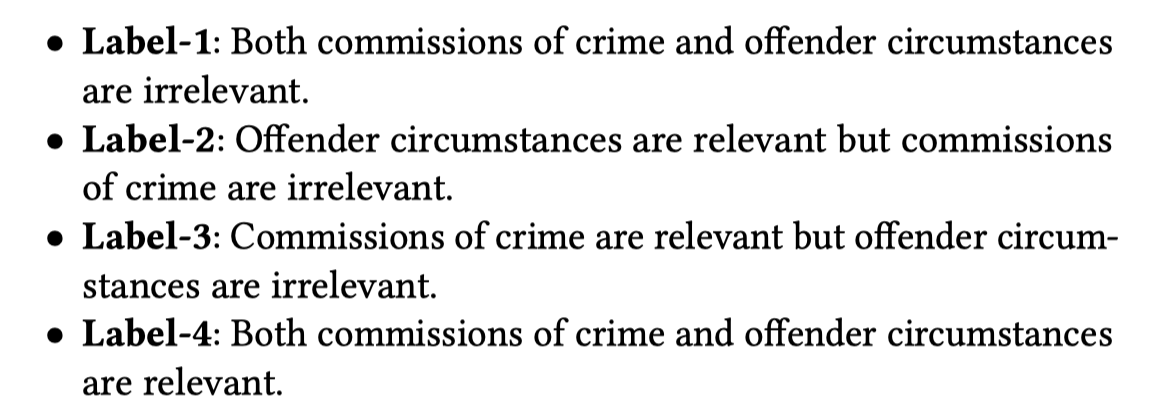 • Label-1: Both commissions of crime and offender circumstances
are irrelevant.
• Label-2: Offender circumstances are relevant but commissions
of crime are irrelevant.
• Label-3: Commissions of crime are relevant but offender circum-
stances are irrelevant.
• Label-4: Both commissions of crime and offender circumstances
are relevant.